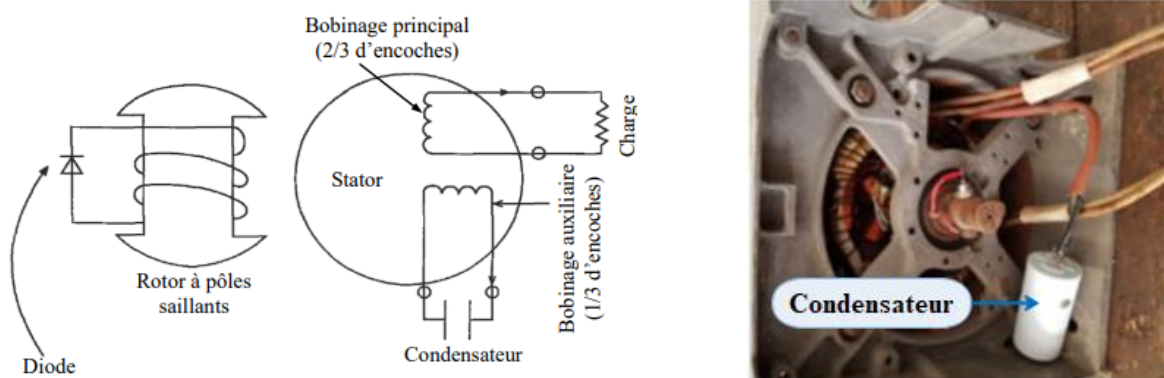 Bobinage principal
(2/3 d’encoches)
Charge
Stator
Bobinage auxiliaire
(1/3 d’encoches)
Rotor à pôles
saillants
Condensateur
Diode
Condensateur